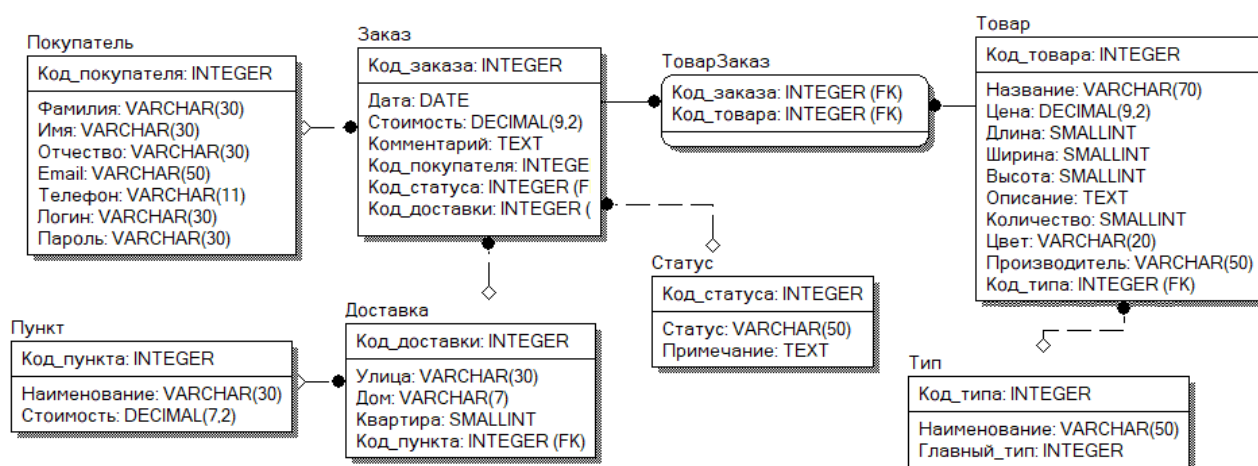 Покупатель
Код_покупателя: INTEGER
Фамилия: VARCHAR(30)
Имя: VARCHAR(30)
Отчество: VARCHAR(30)
Email: VARCHAR(50)
Телефон: VARCHAR(11)
Логин: VARCHAR(30)
Пароль: VARCHAR(30)
Заказ
Код_заказа: INTEGER
Дата: DATE
Стоимость: DECIMAL(9,2)
Комментарий: TEXT
Код_покупателя: INTEGE
Код_статуса: INTEGER (F
Код_доставки: INTEGER (
ТоварЗаказ
Код_заказа: INTEGER (FK)
Код_товара: INTEGER (FK)
Товар
Код_товара: INTEGER
Название: VARCHAR(70)
Цена: DECIMAL(9,2)
Длина: SMALLINT
Ширина: SMALLINT
Высота: SMALLINT
Описание: TEXT
Количество: SMALLINT
Цвет: VARCHAR(20)
Производитель: VARCHAR(50)
Код_типа: INTEGER (FK)
Пункт
Код_пункта: INTEGER
Наименование: VARCHAR(30)
Стоимость: DECIMAL(7,2)
Доставка
Код_доставки: INTEGER
Улица: VARCHAR(30)
Дом: VARCHAR(7)
Квартира: SMALLINT
Код_пункта: INTEGER (FK)
Статус
Код_статуса: INTEGER
Статус: VARCHAR(50)
Примечание: TEXT
Тип
Код_типа: INTEGER
Наименование: VARCHAR(50)
Главный_тип: INTEGER